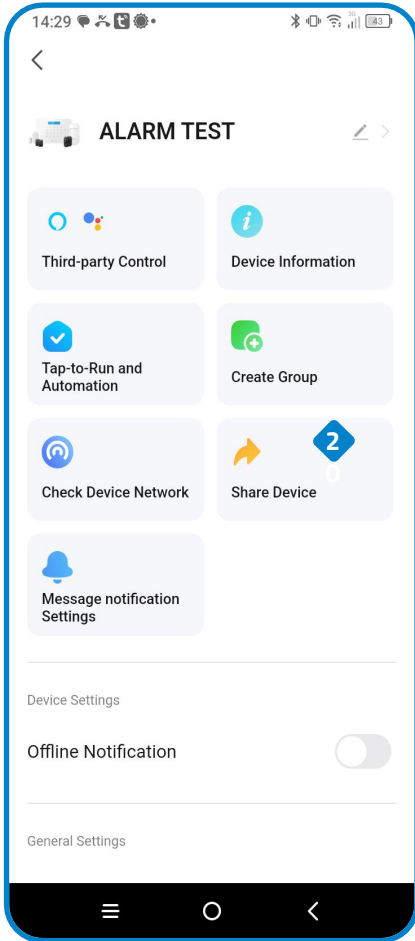 14:29
3G
43
ALARM TEST
Third-party Control
Device Information
Tap-to-Run and
Automation
Create Group
2
0
Check Device Network
Share Device
Message notification
Settings
Device Settings
Offline Notification
General Settings